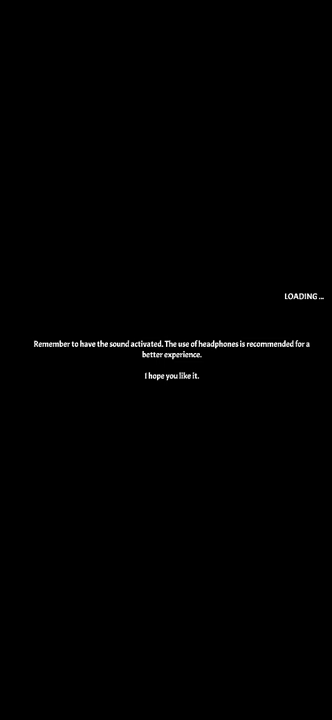 LOADING ...
Remember to have the sound activated. The use of headphones is recommended for a
better experience.
I hope you like it.